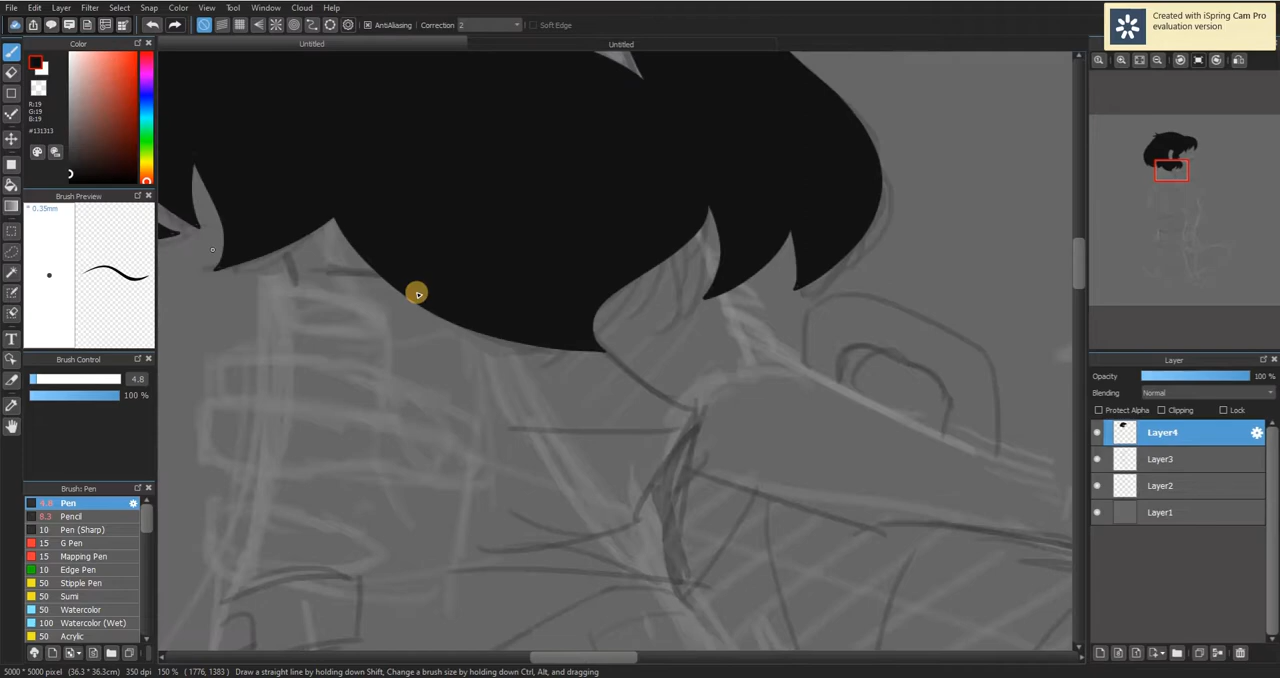 File Edit Layer Filter Select Snap Color View Tool Window Cloud Help
Created with iSpring Cam Pro
evaluation version
AntiAliasing Correction 2 Soft Edge
Color
Untitled
Untitled
R:19
G:19
B:19
#131313
Brush Preview
* 0.35mm
Brush Control
4.8
100 %
Brush: Pen
4.8 Pen
8.3 Pencil
10 Pen (Sharp)
15 G Pen
15 Mapping Pen
10 Edge Pen
50 Stipple Pen
50 Sumi
50 Watercolor
100 Watercolor (Wet)
50 Acrylic
Layer
Opacity 100 %
Blending Normal
Protect Alpha Clipping Lock
Layer4
Layer3
Layer2
Layer1
5000 * 5000 pixel (36.3 * 36.3cm) 350 dpi 150 % ( 1776, 1383 ) Draw a straight line by holding down Shift, Change a brush size by holding down Ctrl, Alt, and dragging